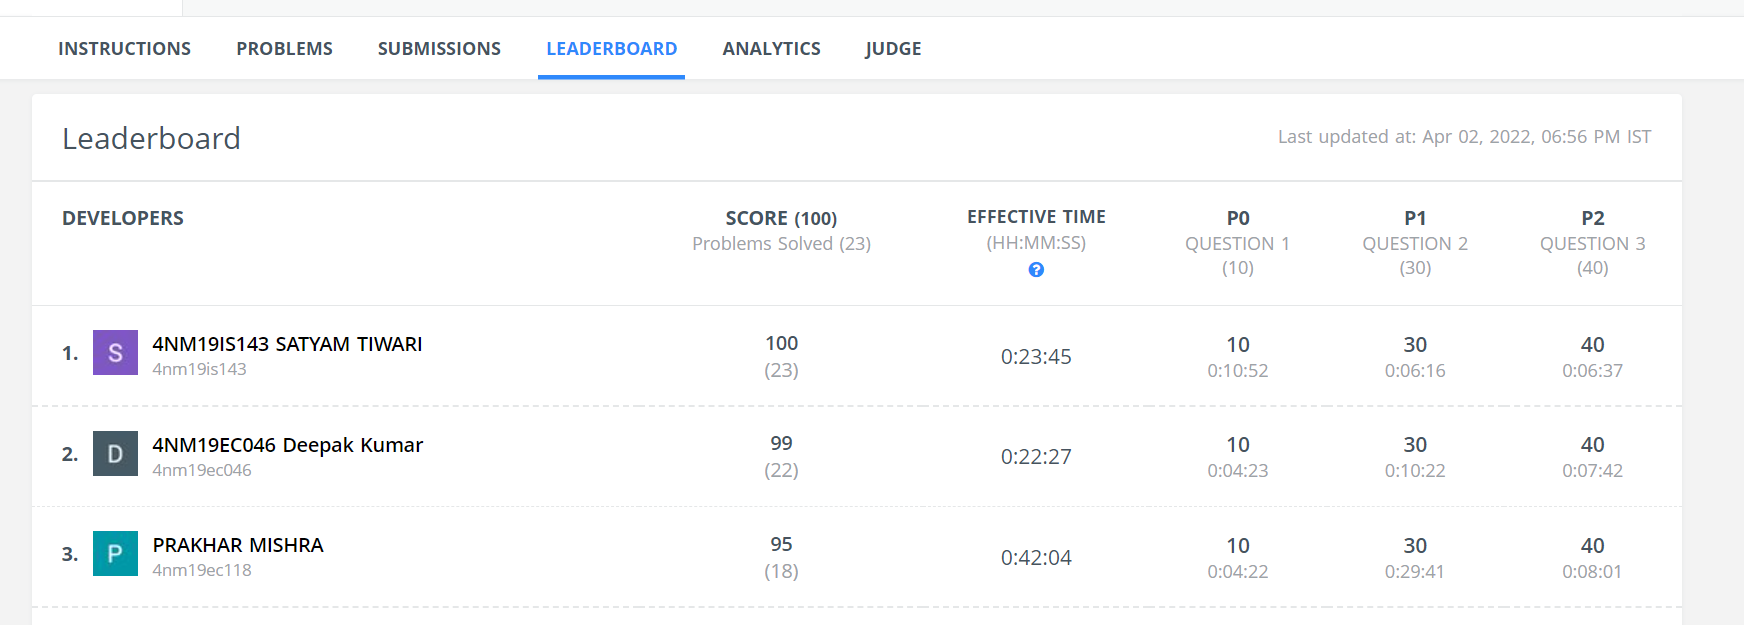 INSTRUCTIONS PROBLEMS SUBMISSIONS LEADERBOARD ANALYTICS JUDGE
Leaderboard Last updated at: Apr 02, 2022, 06:56 PM IST
DEVELOPERS SCORE (100) EFFECTIVE TIME P0 P1 P2
Problems Solved (23) (HH:MM:SS) QUESTION 1 QUESTION 2 QUESTION 3
? (10) (30) (40)
1. S 4NM19IS143 SATYAM TIWARI 100 0:23:45 10 30 40
4nm19is143 (23) 0:10:52 0:06:16 0:06:37
2. D 4NM19EC046 Deepak Kumar 99 0:22:27 10 30 40
4nm19ec046 (22) 0:04:23 0:10:22 0:07:42
3. P PRAKHAR MISHRA 95 0:42:04 10 30 40
4nm19ec118 (18) 0:04:22 0:29:41 0:08:01